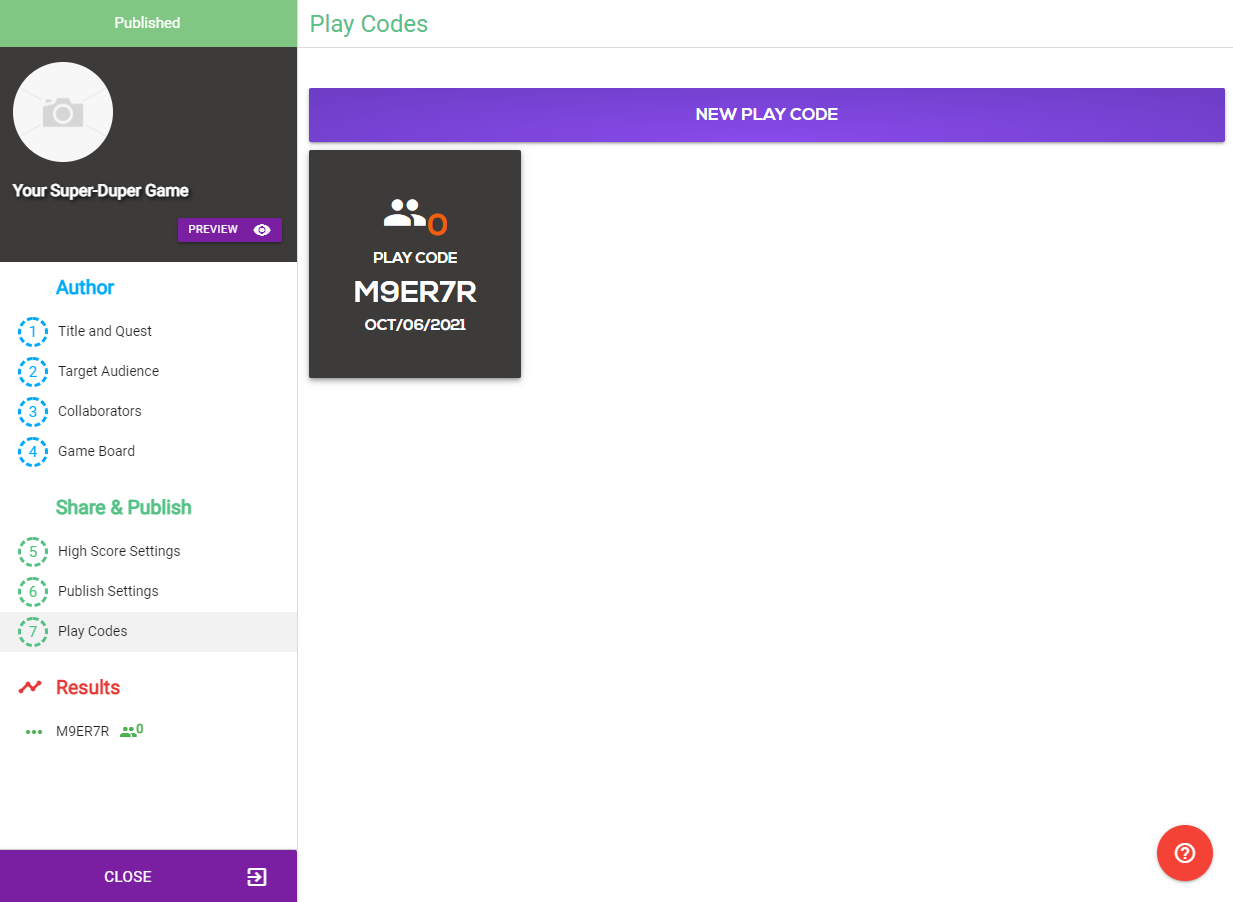 Published
Your Super-Duper Game
PREVIEW
Author
1 Title and Quest
2 Target Audience
3 Collaborators
4 Game Board
Share & Publish
5 High Score Settings
6 Publish Settings
7 Play Codes
Results
M9ER7R 0
CLOSE
Play Codes
NEW PLAY CODE
0
PLAY CODE
M9ER7R
OCT/06/2021
?